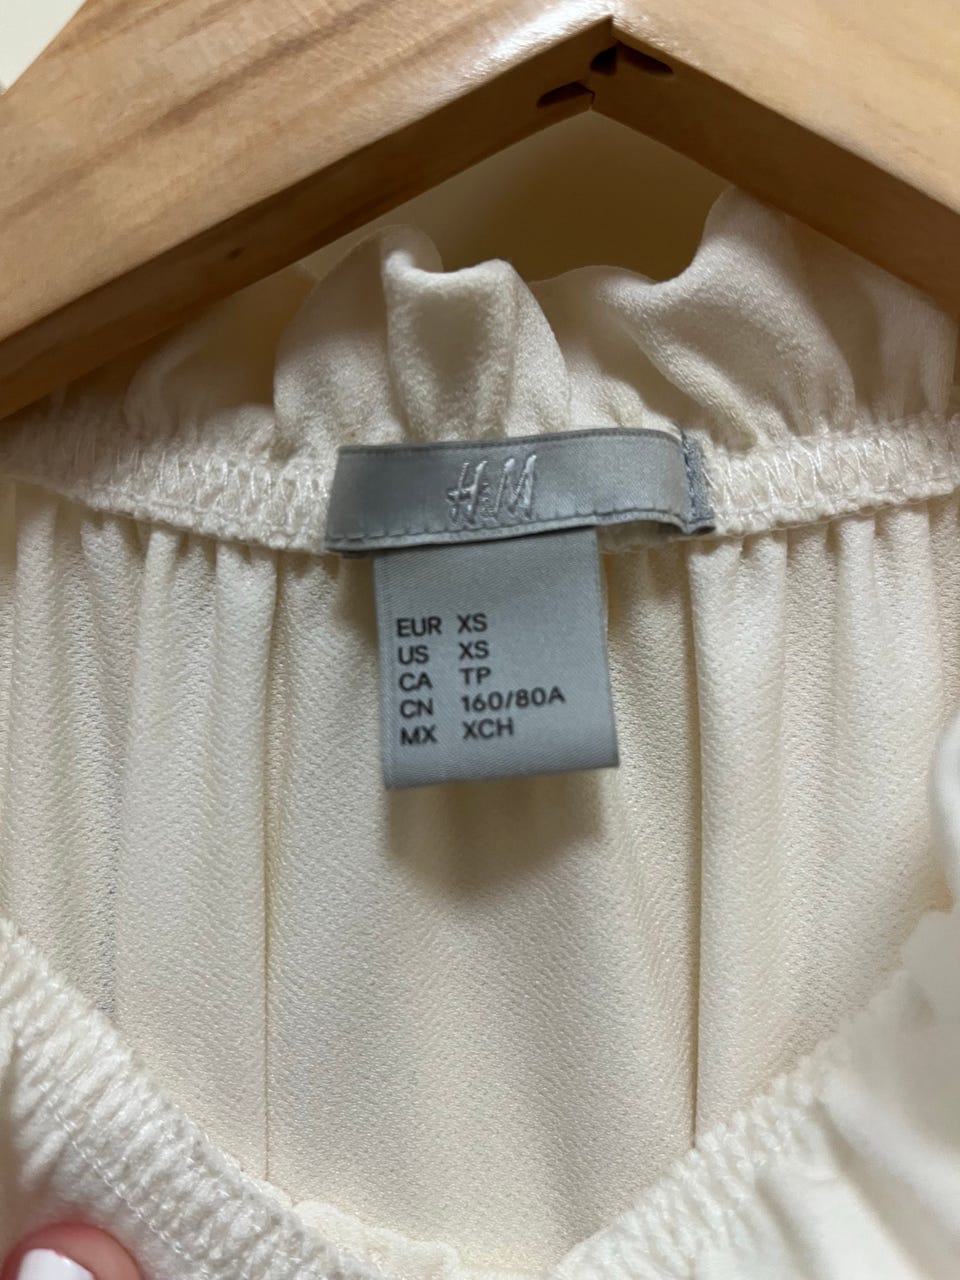 H&M
EUR XS
US XS
CA TP
CN 160/80A
MX XCH